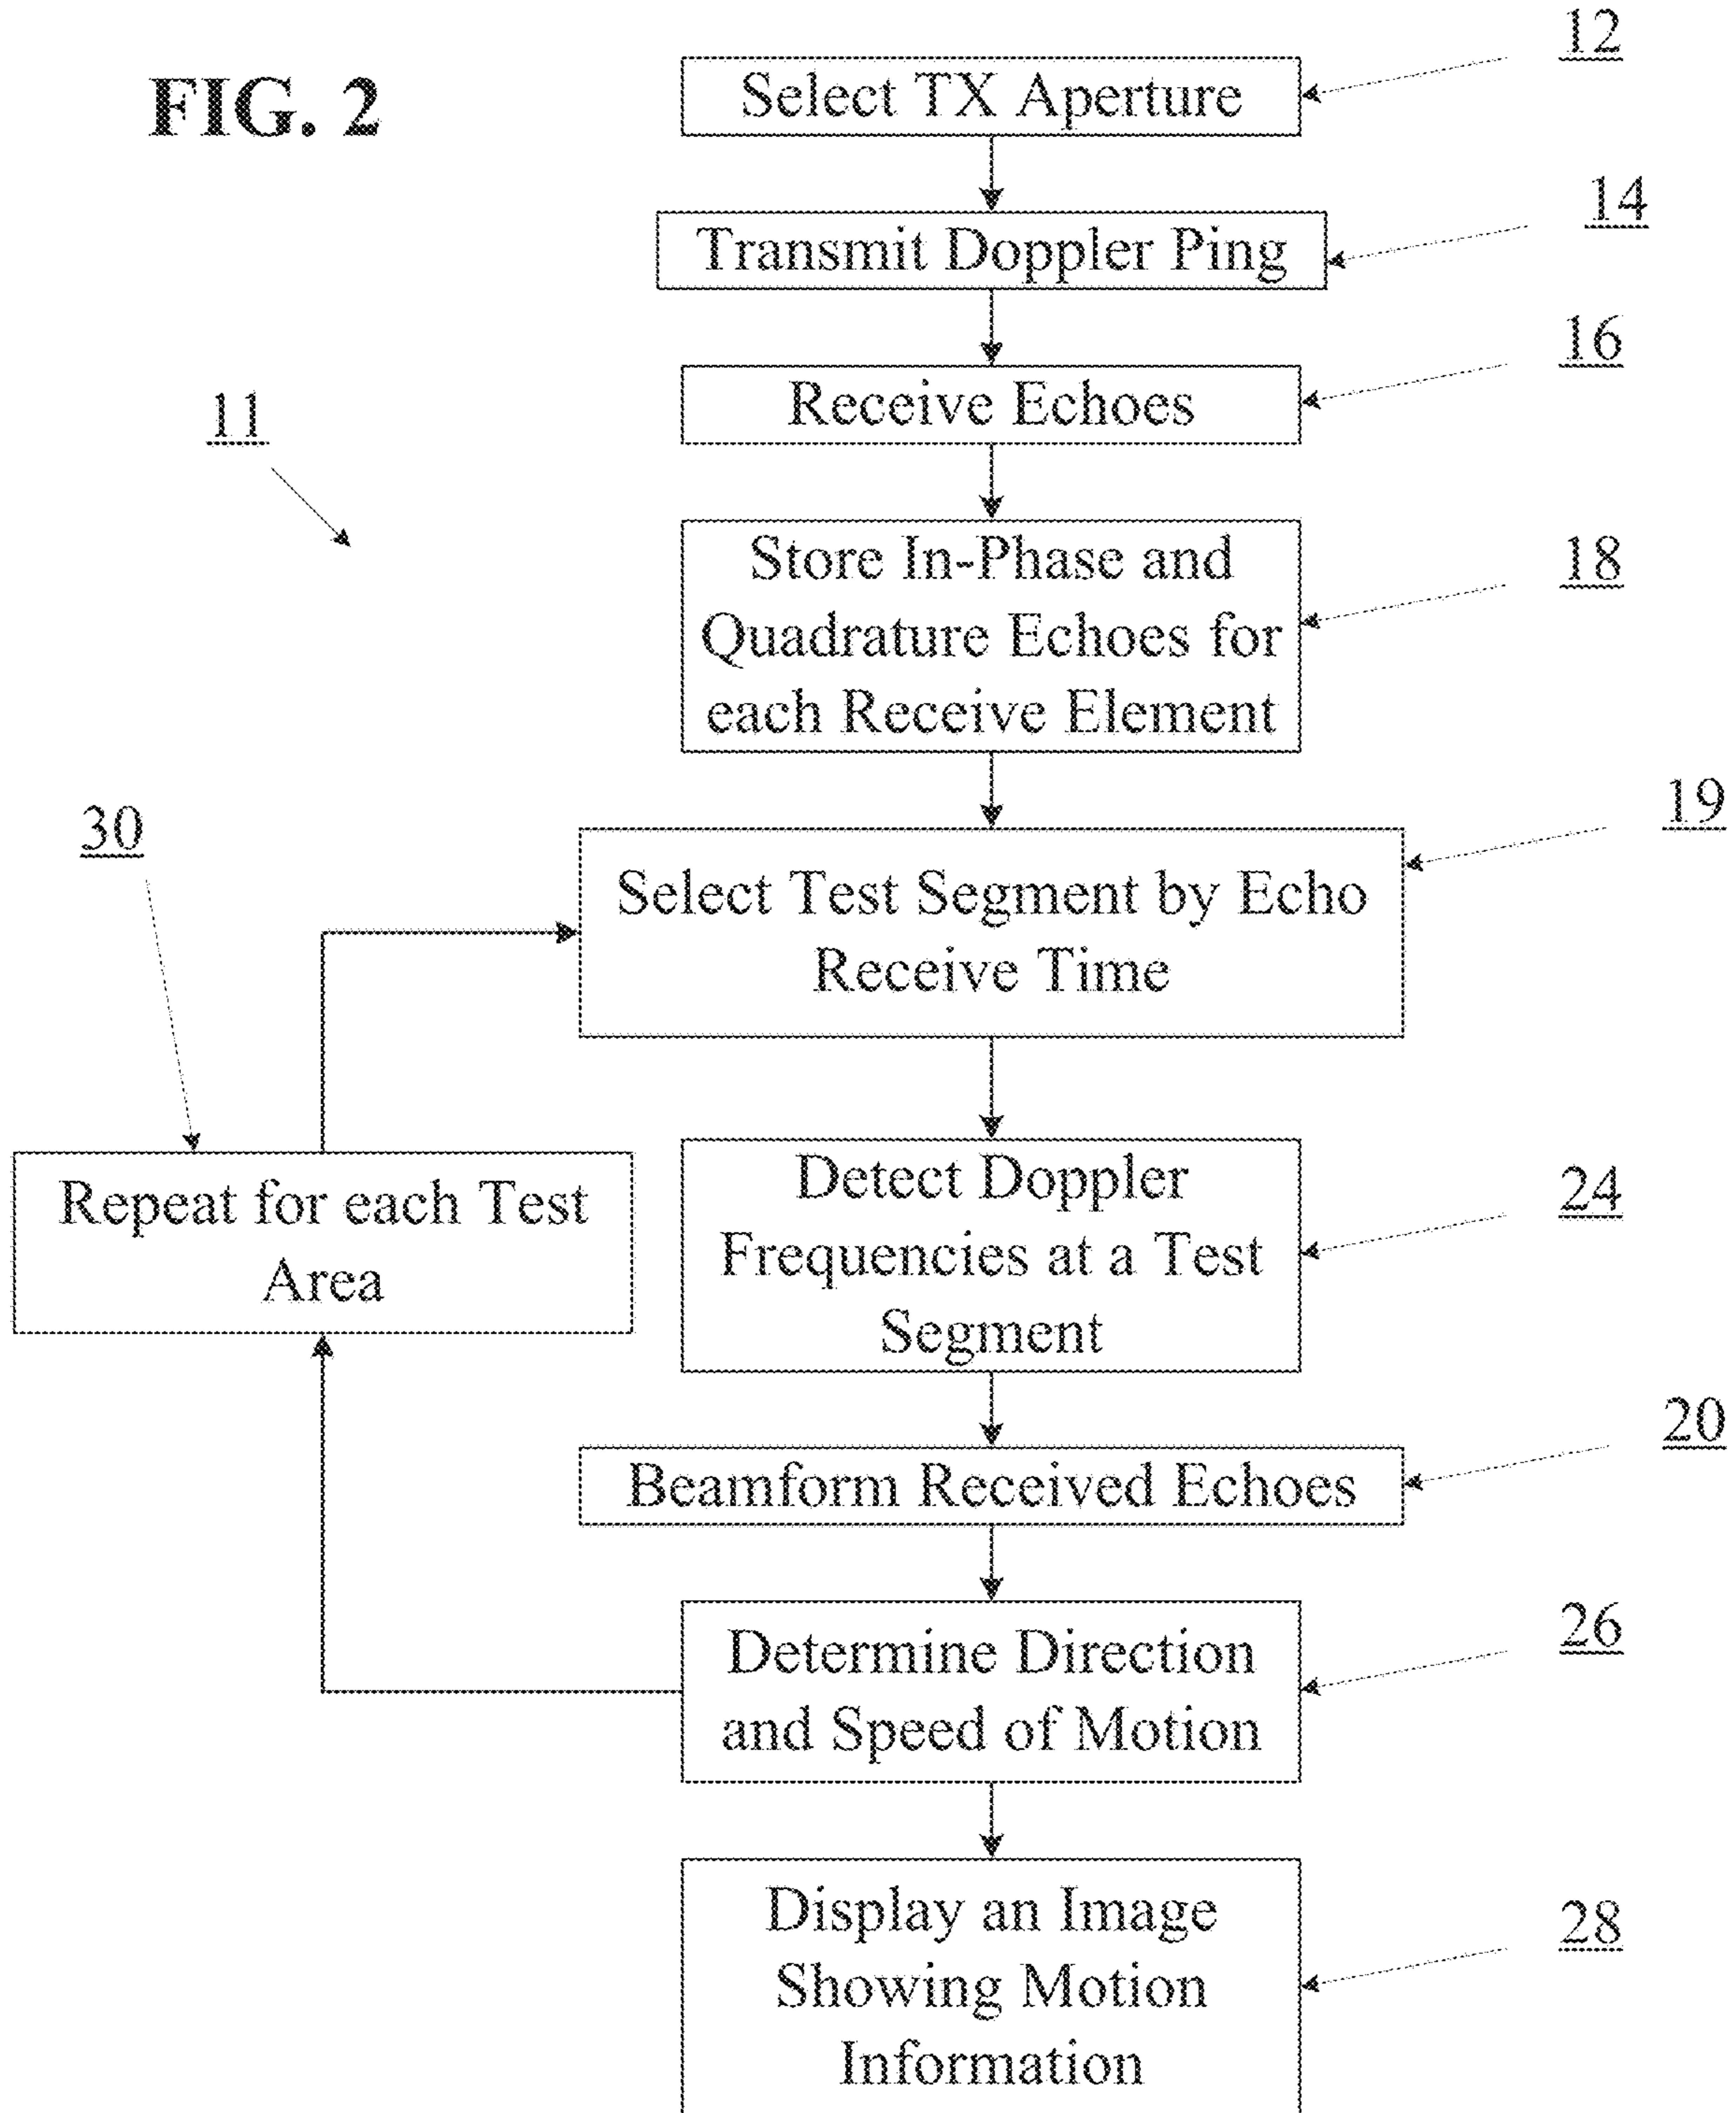 FIG. 2
12
Select TX Aperture
14
Transmit Doppler Ping
16
Receive Echoes
11
18
Store In-Phase and
Quadrature Echoes for
each Receive Element
30
19
Select Test Segment by Echo
Receive Time
Repeat for each Test
Area
24
Detect Doppler
Frequencies at a Test
Segment
20
Beamform Received Echoes
26
Determine Direction
and Speed of Motion
28
Display an Image
Showing Motion
Information